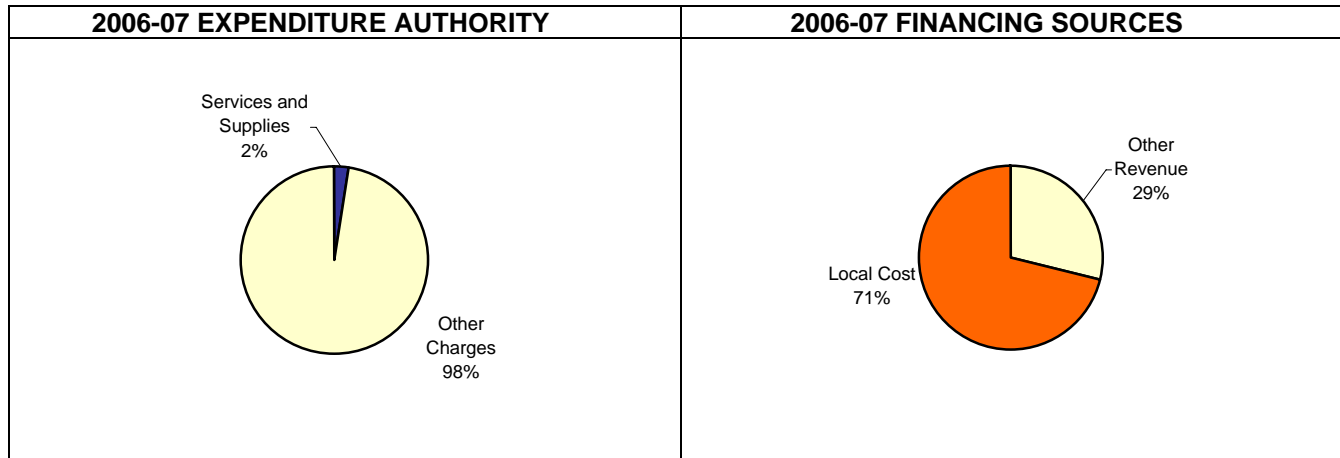 2006-07 EXPENDITURE AUTHORITY
Services and
Supplies
2%
Other
Charges
98%
2006-07 FINANCING SOURCES
Other
Revenue
29%
Local Cost
71%